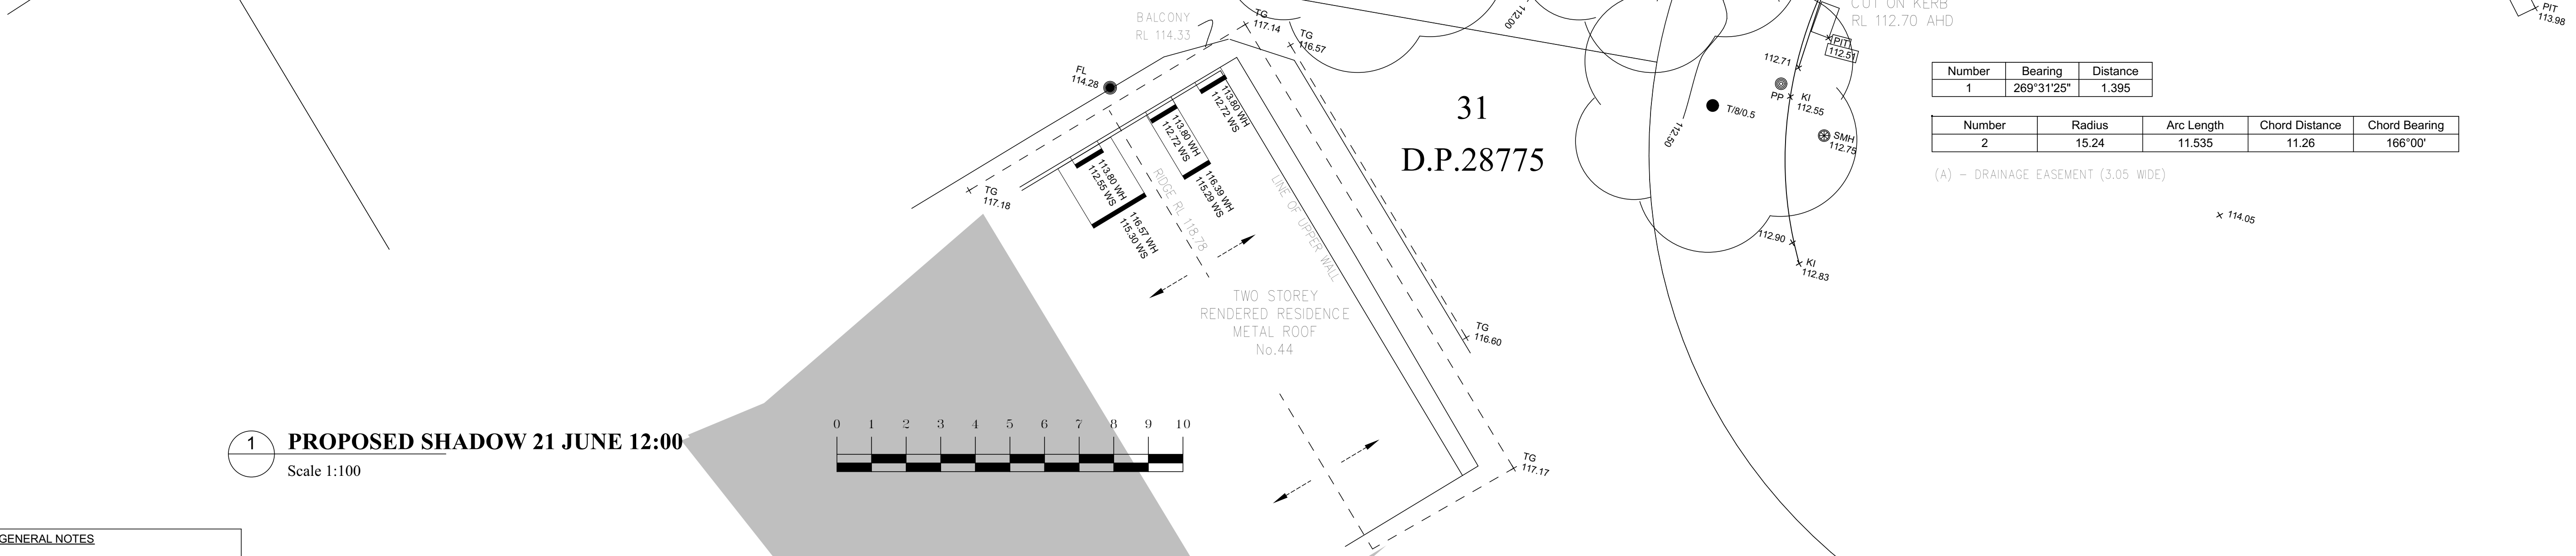 BALCONY
RL 114.33
TG
117.14
TG
116.57
FL
114.28
TG
117.18
113.80 WH
112.72 WS
113.80 WH
112.72 WS
113.80 WH
112.55 WS
116.39 WH
115.29 WS
116.57 WH
115.30 WS
RIDGE RL 118.78
LINE OF UPPER WALL
TWO STOREY
RENDERED RESIDENCE
METAL ROOF
No.44
TG
116.60
TG
117.17
31
D.P.28775
112.00
112.50
CUT ON KERB
RL 112.70 AHD
PIT
112.51
112.71
PP
KI
112.55
T/8/0.5
SMH
112.75
112.90
KI
112.83
PIT
113.98
Number Bearing Distance
1 269°31'25" 1.395
Number Radius Arc Length Chord Distance Chord Bearing
2 15.24 11.535 11.26 166°00'
(A) - DRAINAGE EASEMENT (3.05 WIDE)
114.05
1 PROPOSED SHADOW 21 JUNE 12:00
Scale 1:100
0 1 2 3 4 5 6 7 8 9 10
GENERAL NOTES